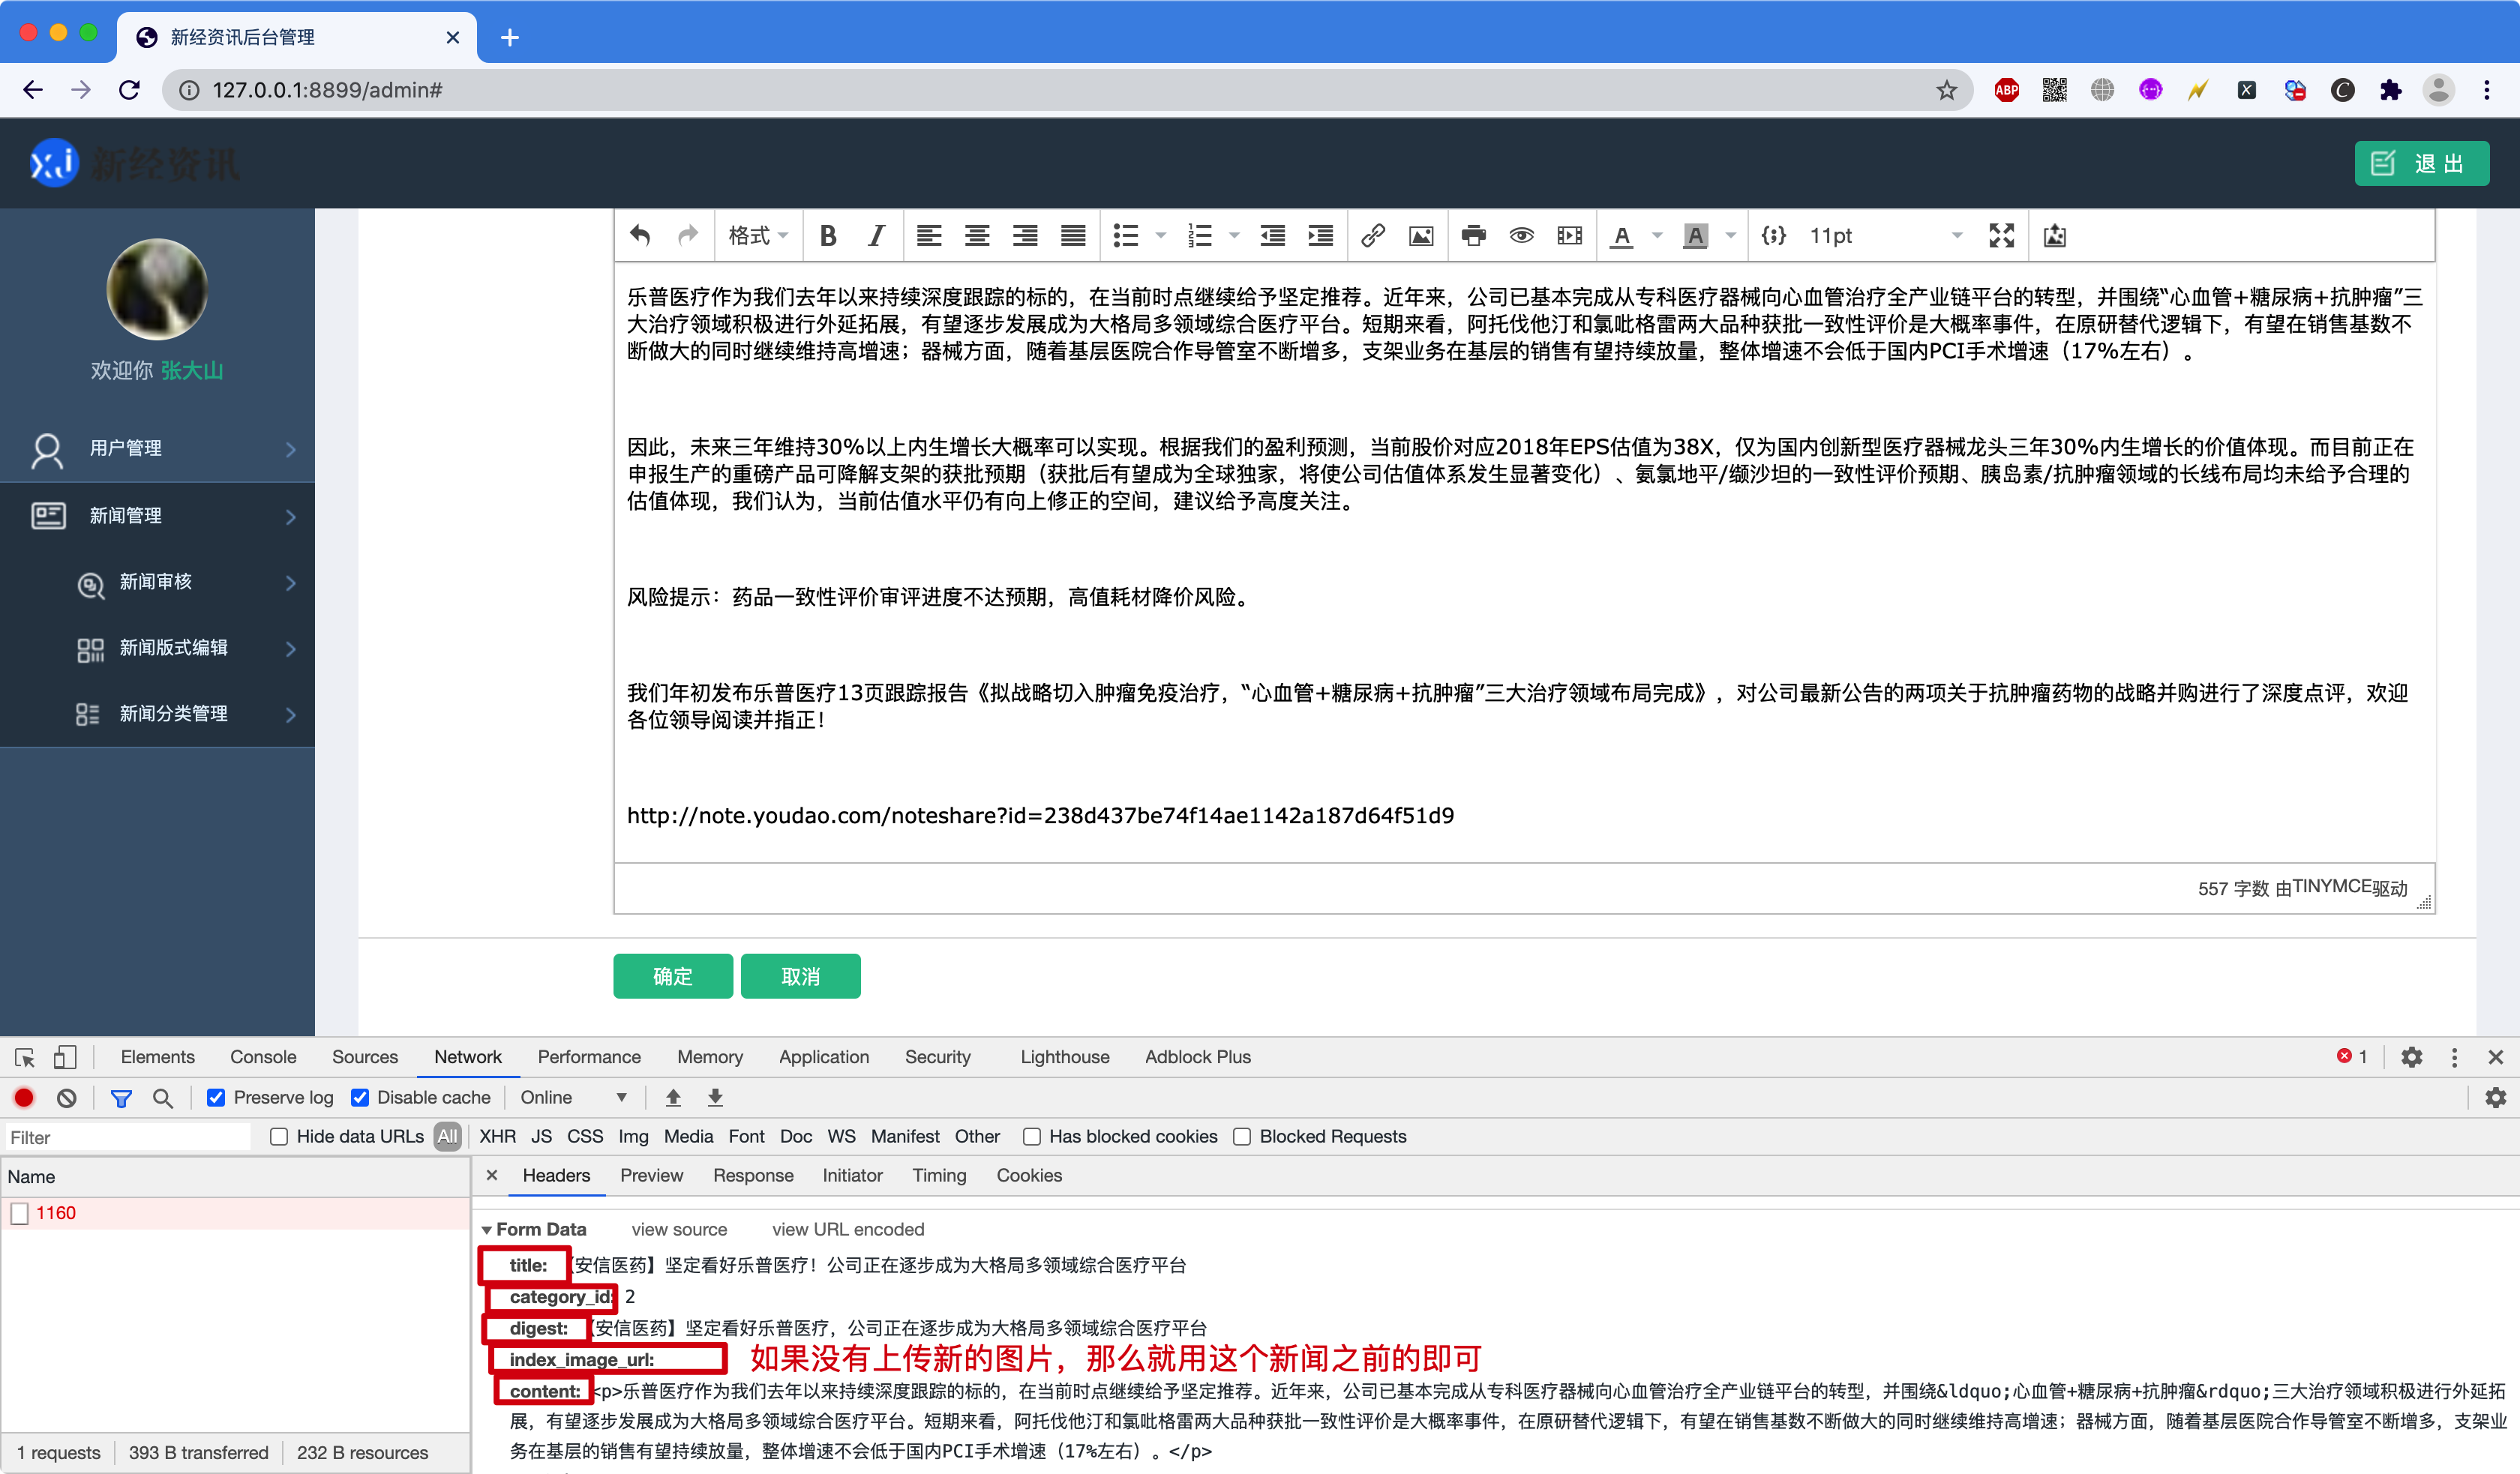 新经资讯后台管理
127.0.0.1:8899/admin#
ABP
新经资讯
退 出
欢迎你 张大山
用户管理
新闻管理
新闻审核
新闻版式编辑
新闻分类管理
格式
B I
A A {;} 11pt
乐普医疗作为我们去年以来持续深度跟踪的标的，在当前时点继续给予坚定推荐。近年来，公司已基本完成从专科医疗器械向心血管治疗全产业链平台的转型，并围绕“心血管+糖尿病+抗肿瘤”三
大治疗领域积极进行外延拓展，有望逐步发展成为大格局多领域综合医疗平台。短期来看，阿托伐他汀和氯吡格雷两大品种获批一致性评价是大概率事件，在原研替代逻辑下，有望在销售基数不
断做大的同时继续维持高增速；器械方面，随着基层医院合作导管室不断增多，支架业务在基层的销售有望持续放量，整体增速不会低于国内PCI手术增速（17%左右）。
因此，未来三年维持30%以上内生增长大概率可以实现。根据我们的盈利预测，当前股价对应2018年EPS估值为38X，仅为国内创新型医疗器械龙头三年30%内生增长的价值体现。而目前正在
申报生产的重磅产品可降解支架的获批预期（获批后有望成为全球独家，将使公司估值体系发生显著变化）、氨氯地平/缬沙坦的一致性评价预期、胰岛素/抗肿瘤领域的长线布局均未给予合理的
估值体现，我们认为，当前估值水平仍有向上修正的空间，建议给予高度关注。
风险提示：药品一致性评价审评进度不达预期，高值耗材降价风险。
我们年初发布乐普医疗13页跟踪报告《拟战略切入肿瘤免疫治疗，“心血管+糖尿病+抗肿瘤”三大治疗领域布局完成》，对公司最新公告的两项关于抗肿瘤药物的战略并购进行了深度点评，欢迎
各位领导阅读并指正！
http://note.youdao.com/noteshare?id=238d437be74f14ae1142a187d64f51d9
557 字数 由TINYMCE驱动
确定 取消
Elements Console Sources Network Performance Memory Application Security Lighthouse Adblock Plus 1
Preserve log Disable cache Online
Filter Hide data URLs All XHR JS CSS Img Media Font Doc WS Manifest Other Has blocked cookies Blocked Requests
Name
Headers Preview Response Initiator Timing Cookies
1160
Form Data view source view URL encoded
title: 【安信医药】坚定看好乐普医疗！公司正在逐步成为大格局多领域综合医疗平台
category_id: 2
digest: 【安信医药】坚定看好乐普医疗，公司正在逐步成为大格局多领域综合医疗平台
index_image_url: 如果没有上传新的图片，那么就用这个新闻之前的即可
content: <p>乐普医疗作为我们去年以来持续深度跟踪的标的，在当前时点继续给予坚定推荐。近年来，公司已基本完成从专科医疗器械向心血管治疗全产业链平台的转型，并围绕&ldquo;心血管+糖尿病+抗肿瘤&rdquo;三大治疗领域积极进行外延拓
展，有望逐步发展成为大格局多领域综合医疗平台。短期来看，阿托伐他汀和氯吡格雷两大品种获批一致性评价是大概率事件，在原研替代逻辑下，有望在销售基数不断做大的同时继续维持高增速；器械方面，随着基层医院合作导管室不断增多，支架业
务在基层的销售有望持续放量，整体增速不会低于国内PCI手术增速（17%左右）。</p>
1 requests 393 B transferred 232 B resources